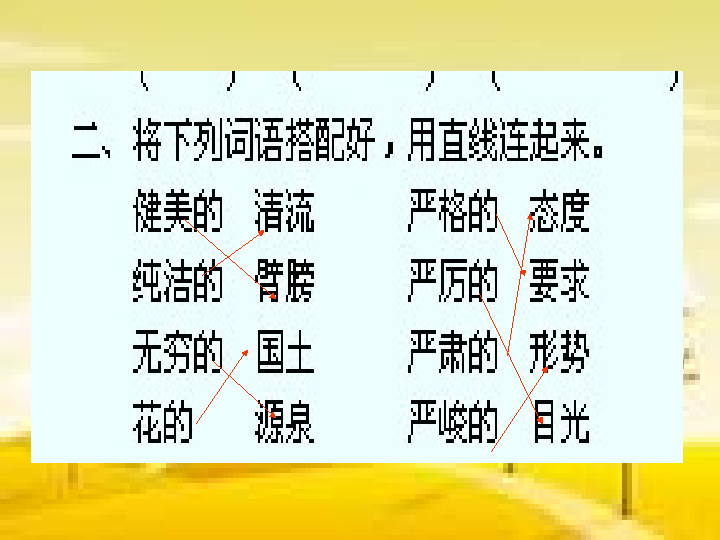 （　　）（　　　）（　　　　）
二、将下列词语搭配好，用直线连起来。
健美的　清流　　　严格的　态度
纯洁的　臂膀　　　严厉的　要求
无穷的　国土　　　严肃的　形势
花的　　源泉　　　严峻的　目光